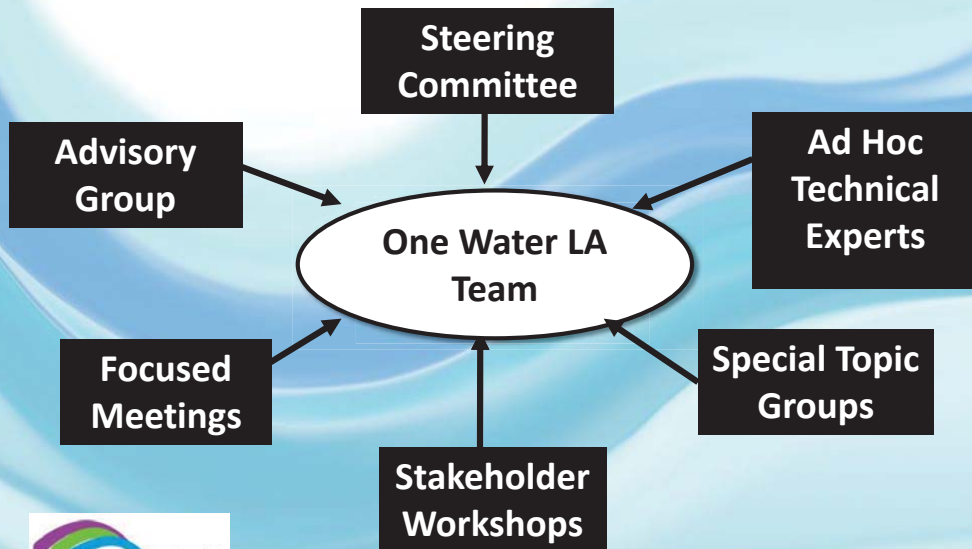 Steering
Committee
Advisory
Group
Ad Hoc
Technical
Experts
One Water LA
Team
Focused
Meetings
Special Topic
Groups
Stakeholder
Workshops